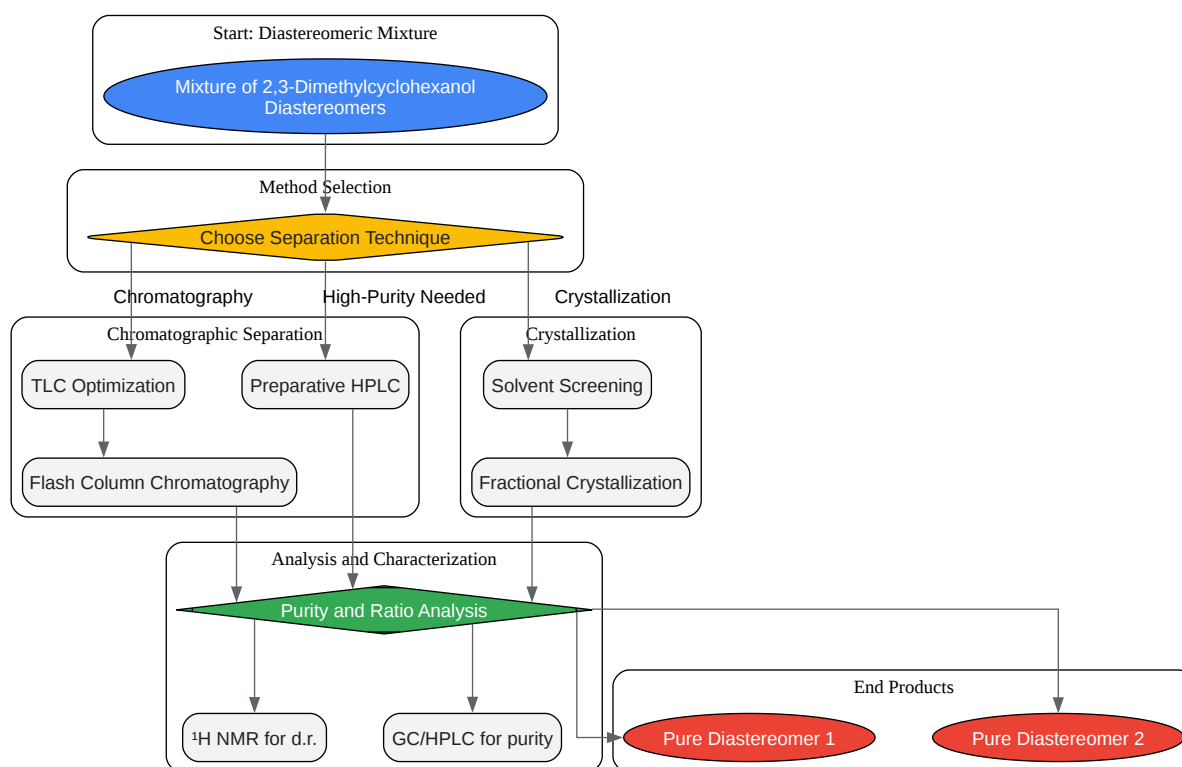 Start: Diastereomeric Mixture
Mixture of 2,3-Dimethylcyclohexanol
Diastereomers
Method Selection
Choose Separation Technique
Chromatography
High-Purity Needed
Crystallization
Chromatographic Separation
Crystallization
TLC Optimization
Preparative HPLC
Solvent Screening
Flash Column Chromatography
Fractional Crystallization
Analysis and Characterization
Purity and Ratio Analysis
End Products
¹H NMR for d.r.
GC/HPLC for purity
Pure Diastereomer 1
Pure Diastereomer 2